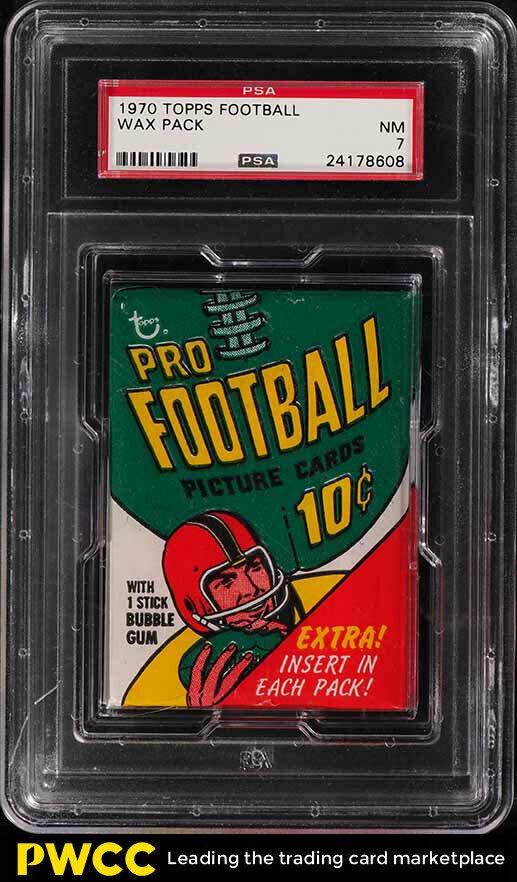 PSA
1970 TOPPS FOOTBALL
WAX PACK
NM
7
PSA
24178608
topps
PRO
FOOTBALL
PICTURE CARDS
10¢
WITH
1 STICK
BUBBLE
GUM
EXTRA!
INSERT IN
EACH PACK!
PSA
PWCC Leading the trading card marketplace